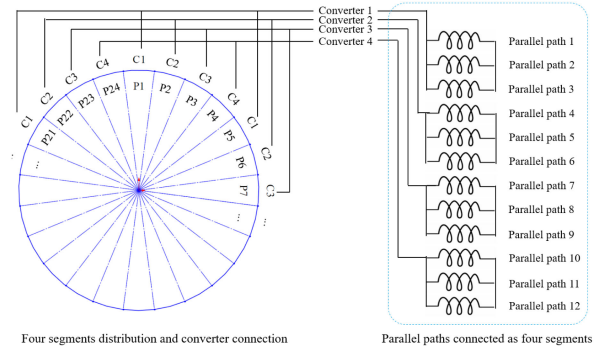 Converter 1
Converter 2
Converter 3
Converter 4
C1
C2
C3
C4
C1
C2
C3
C4
C1
C2
C3
P21
P22
P23
P24
P1
P2
P3
P4
P5
P6
P7
...
...
...
Parallel path 1
Parallel path 2
Parallel path 3
Parallel path 4
Parallel path 5
Parallel path 6
Parallel path 7
Parallel path 8
Parallel path 9
Parallel path 10
Parallel path 11
Parallel path 12
Four segments distribution and converter connection
Parallel paths connected as four segments